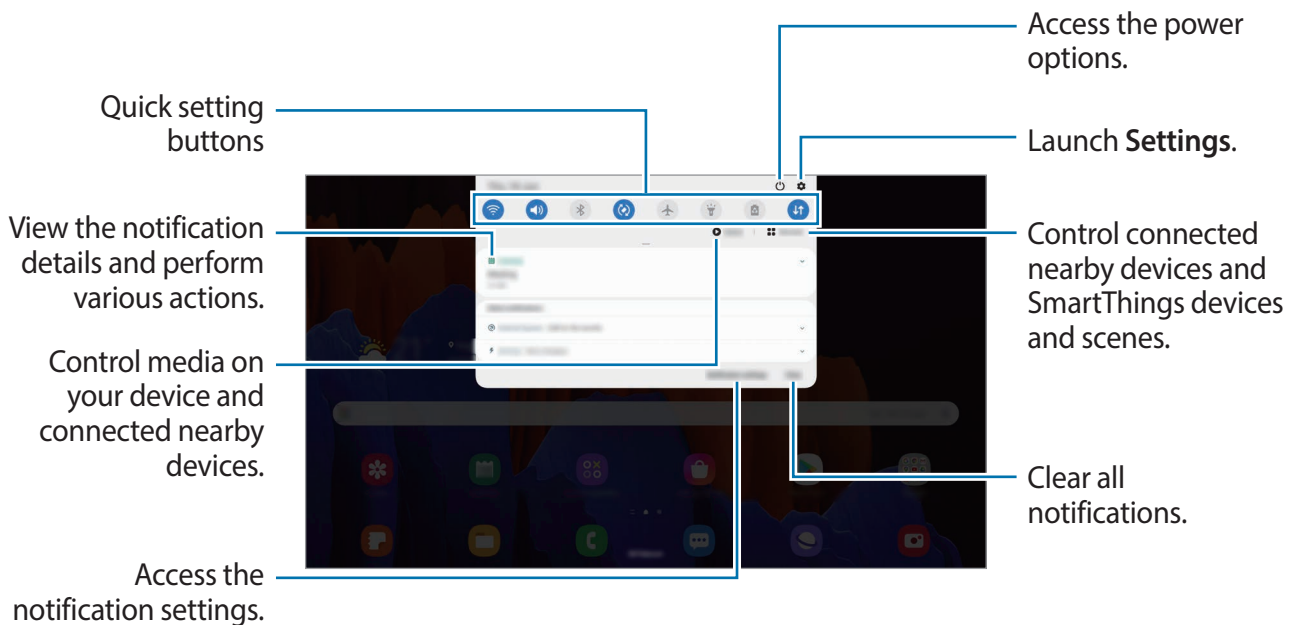 Access the power
options.
Quick setting
buttons
Launch Settings.
View the notification
details and perform
various actions.
Control connected
nearby devices and
SmartThings devices
and scenes.
Control media on
your device and
connected nearby
devices.
Clear all
notifications.
Access the
notification settings.